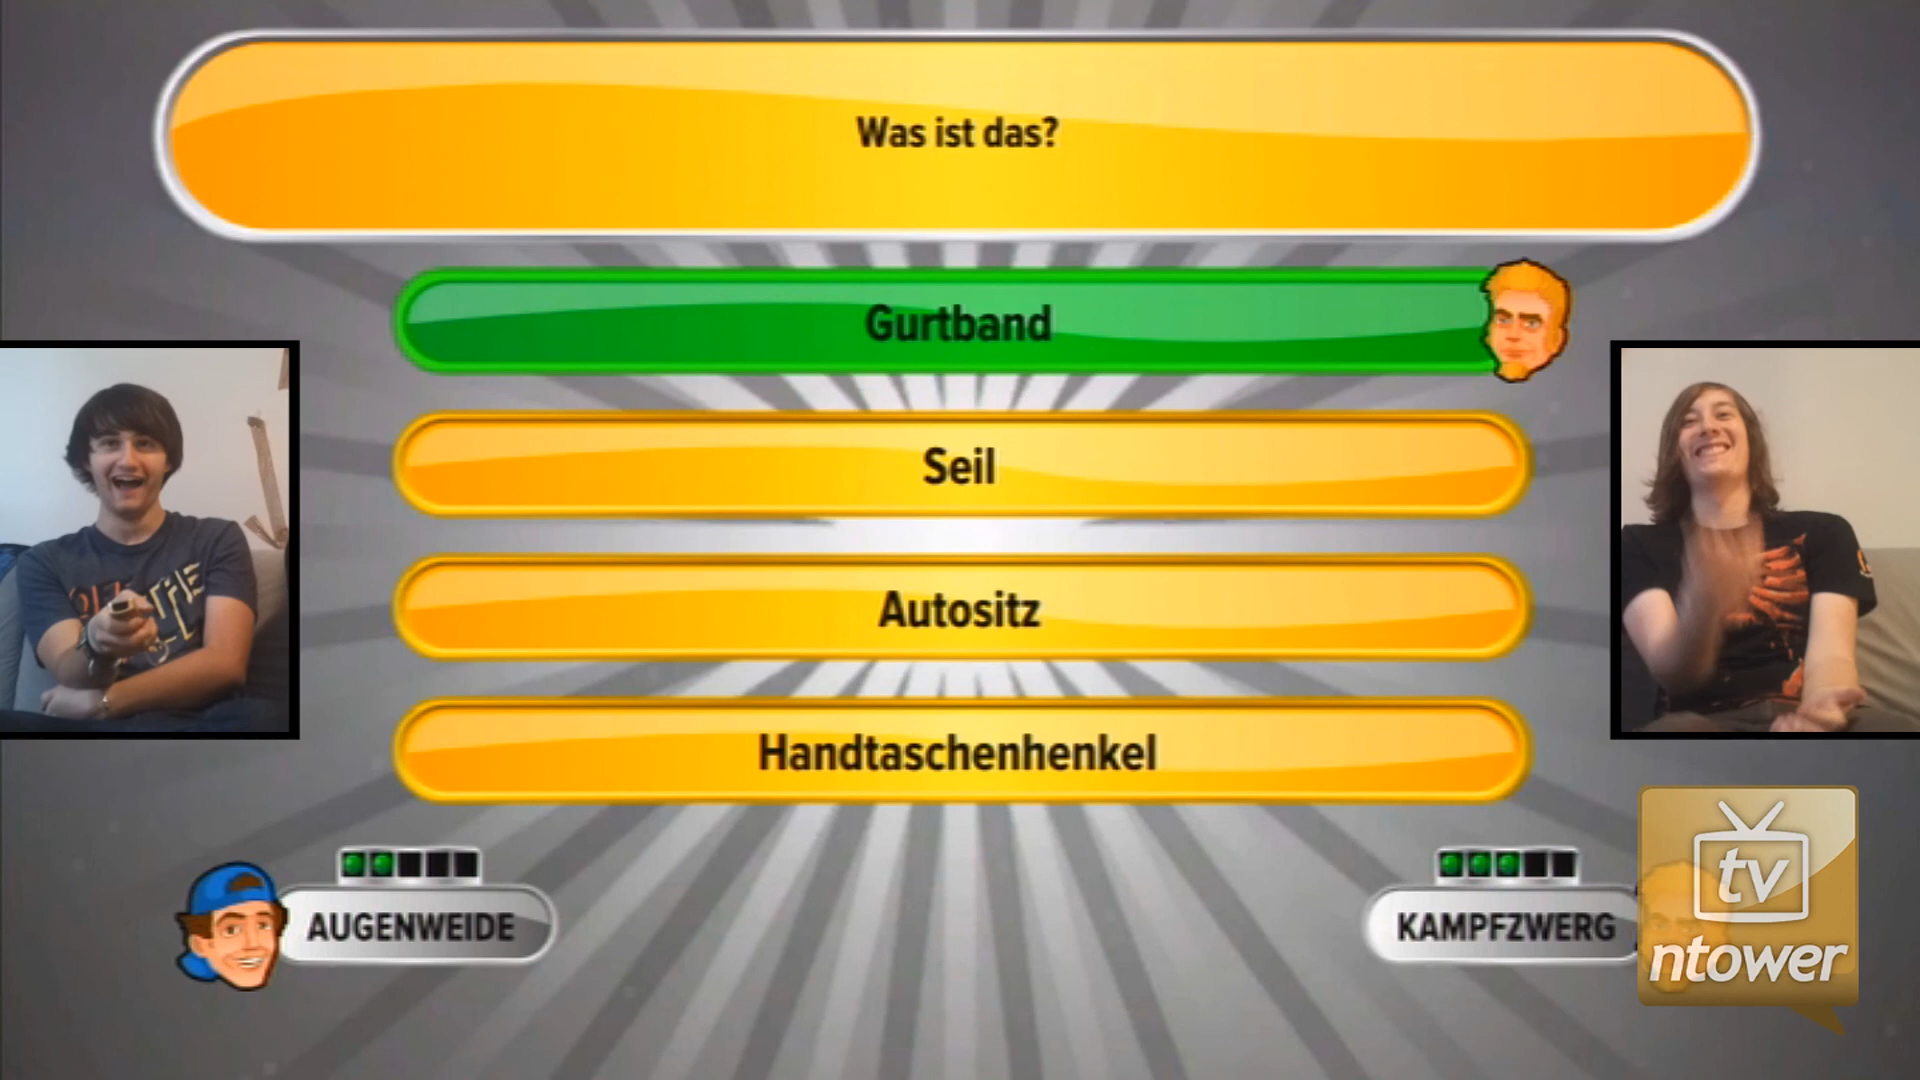 Was ist das?
Gurtband
Seil
Autositz
Handtaschenhenkel
AUGENWEIDE
KAMPFZWERG
tv
ntower